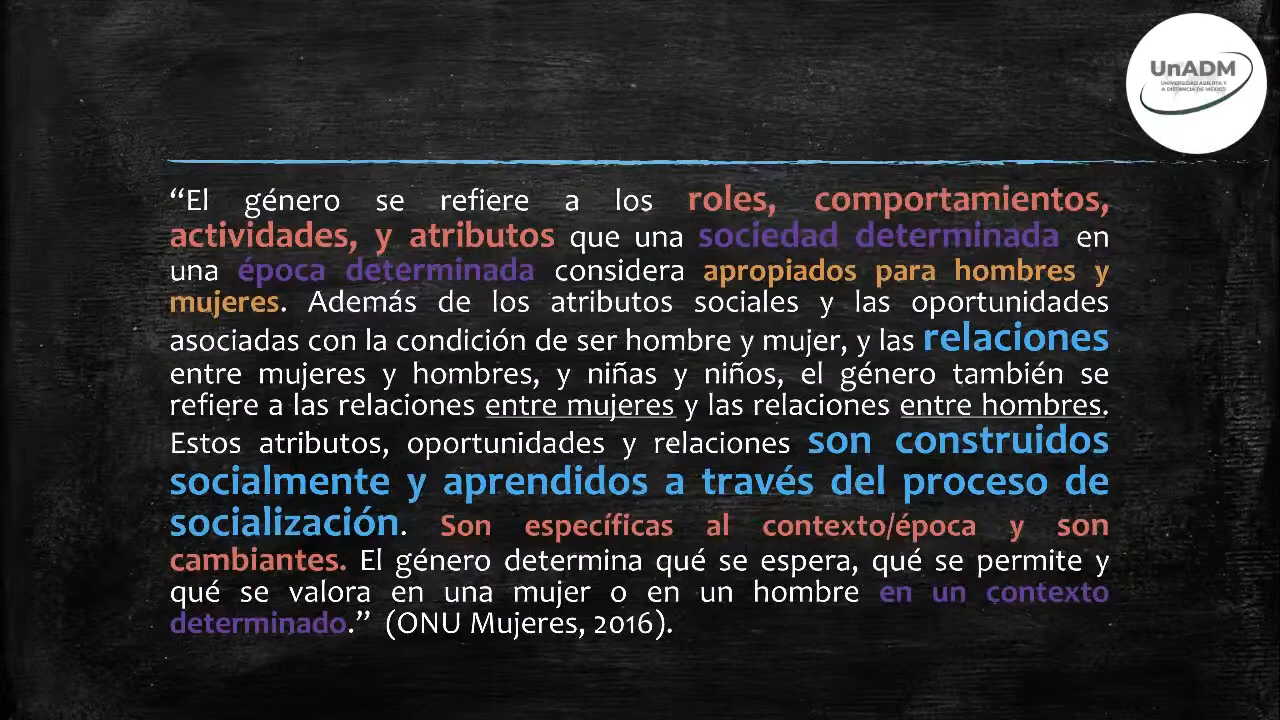 UnADM
UNIVERSIDAD ABIERTA Y
A DISTANCIA DE MÉXICO
“El género se refiere a los roles, comportamientos,
actividades, y atributos que una sociedad determinada en
una época determinada considera apropiados para hombres y
mujeres. Además de los atributos sociales y las oportunidades
asociadas con la condición de ser hombre y mujer, y las relaciones
entre mujeres y hombres, y niñas y niños, el género también se
refiere a las relaciones entre mujeres y las relaciones entre hombres.
Estos atributos, oportunidades y relaciones son construidos
socialmente y aprendidos a través del proceso de
socialización. Son específicas al contexto/época y son
cambiantes. El género determina qué se espera, qué se permite y
qué se valora en una mujer o en un hombre en un contexto
determinado.” (ONU Mujeres, 2016).